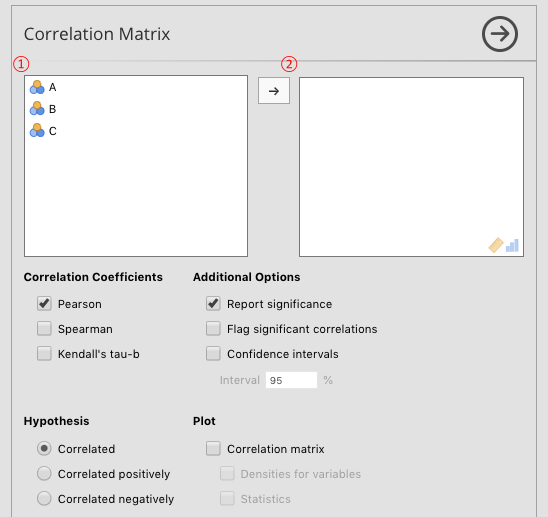 Correlation Matrix
① ②
A
B
C
Correlation Coefficients Additional Options
Pearson Report significance
Spearman Flag significant correlations
Kendall's tau-b Confidence intervals
Interval 95 %
Hypothesis Plot
Correlated Correlation matrix
Correlated positively Densities for variables
Correlated negatively Statistics